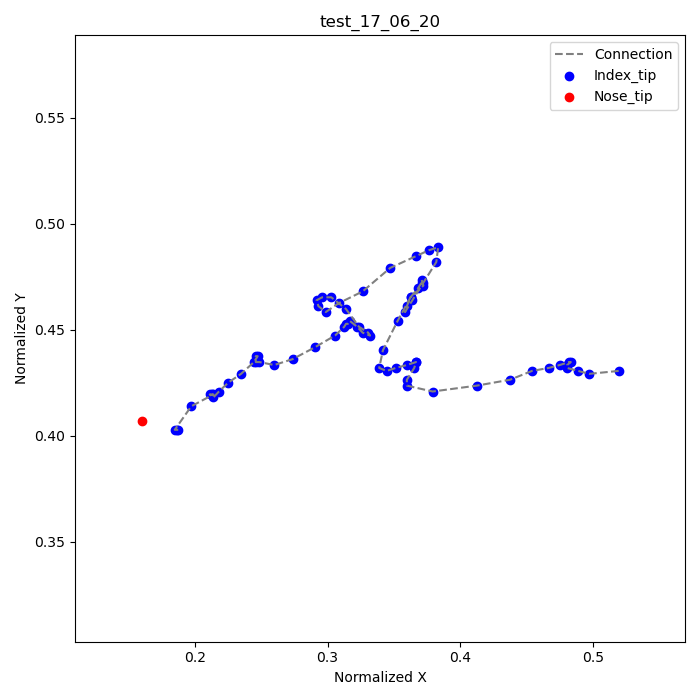 test_17_06_20
Connection
Index_tip
Nose_tip
0.55
0.50
0.45
0.40
0.35
Normalized Y
0.2 0.3 0.4 0.5
Normalized X